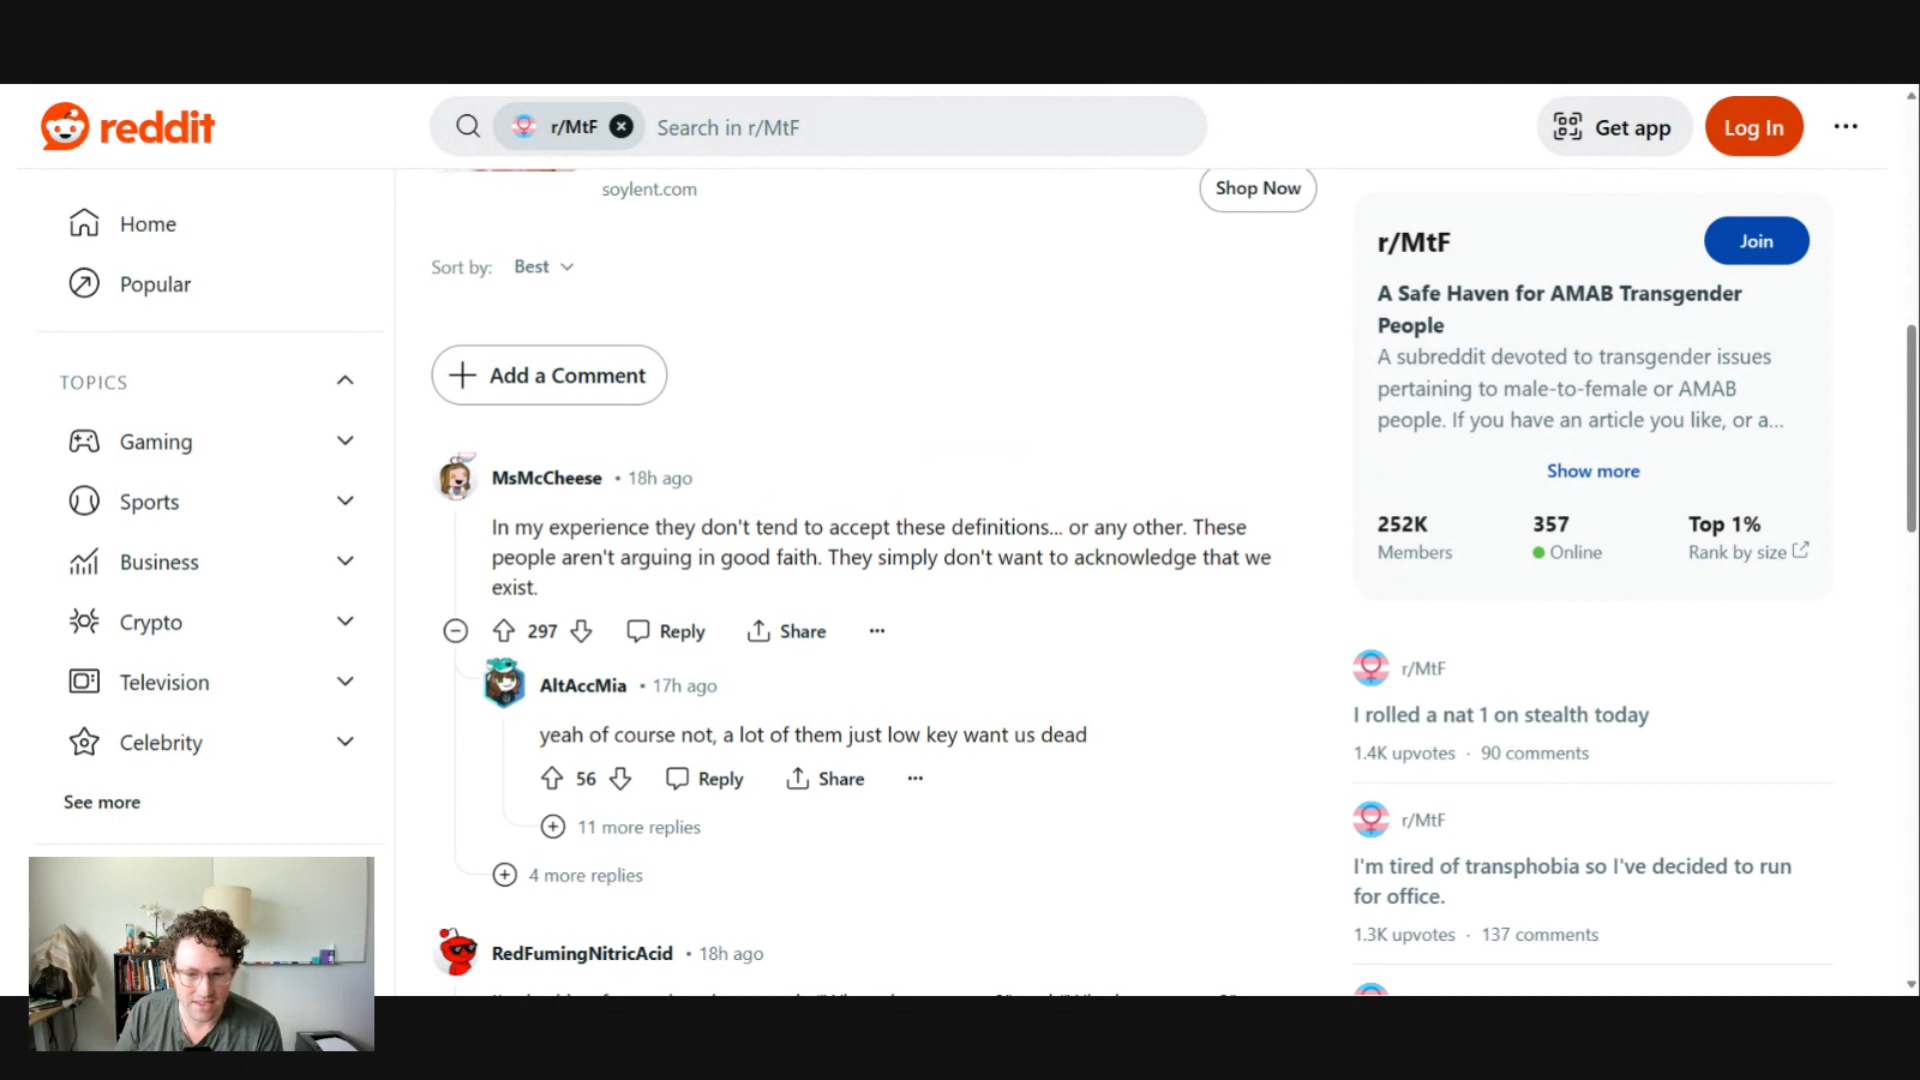 reddit
r/MtF
Search in r/MtF
Get app
Log In
Home
Popular
TOPICS
Gaming
Sports
Business
Crypto
Television
Celebrity
See more
soylent.com
Shop Now
Sort by: Best
Add a Comment
MsMcCheese • 18h ago
In my experience they don't tend to accept these definitions... or any other. These
people aren't arguing in good faith. They simply don't want to acknowledge that we
exist.
297 Reply Share
AltAccMia • 17h ago
yeah of course not, a lot of them just low key want us dead
56 Reply Share
11 more replies
4 more replies
RedFumingNitricAcid • 18h ago
r/MtF
Join
A Safe Haven for AMAB Transgender
People
A subreddit devoted to transgender issues
pertaining to male-to-female or AMAB
people. If you have an article you like, or a...
Show more
252K 357 Top 1%
Members Online Rank by size
r/MtF
I rolled a nat 1 on stealth today
1.4K upvotes · 90 comments
r/MtF
I'm tired of transphobia so I've decided to run
for office.
1.3K upvotes · 137 comments